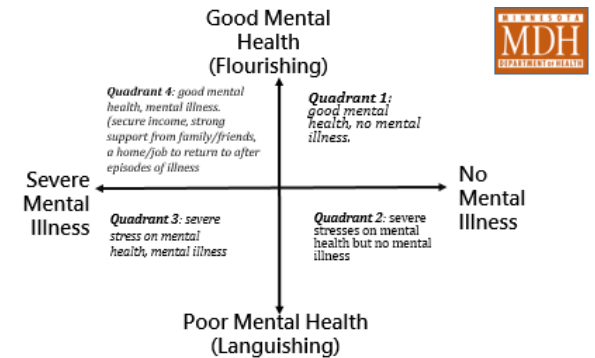 Good Mental
Health
(Flourishing)
MINNESOTA
MDH
DEPARTMENT OF HEALTH
Quadrant 4: good mental
health, mental illness.
(secure income, strong
support from family/friends,
a home/job to return to after
episodes of illness
Quadrant 1:
good mental
health, no mental
illness.
Severe
Mental
Illness
No
Mental
Illness
Quadrant 3: severe
stress on mental
health, mental illness
Quadrant 2: severe
stresses on mental
health but no mental
illness
Poor Mental Health
(Languishing)